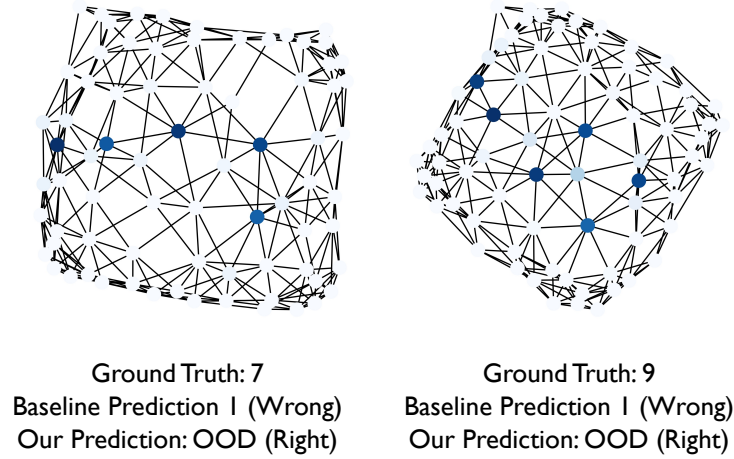 Ground Truth: 7
Baseline Prediction 1 (Wrong)
Our Prediction: OOD (Right)
Ground Truth: 9
Baseline Prediction 1 (Wrong)
Our Prediction: OOD (Right)